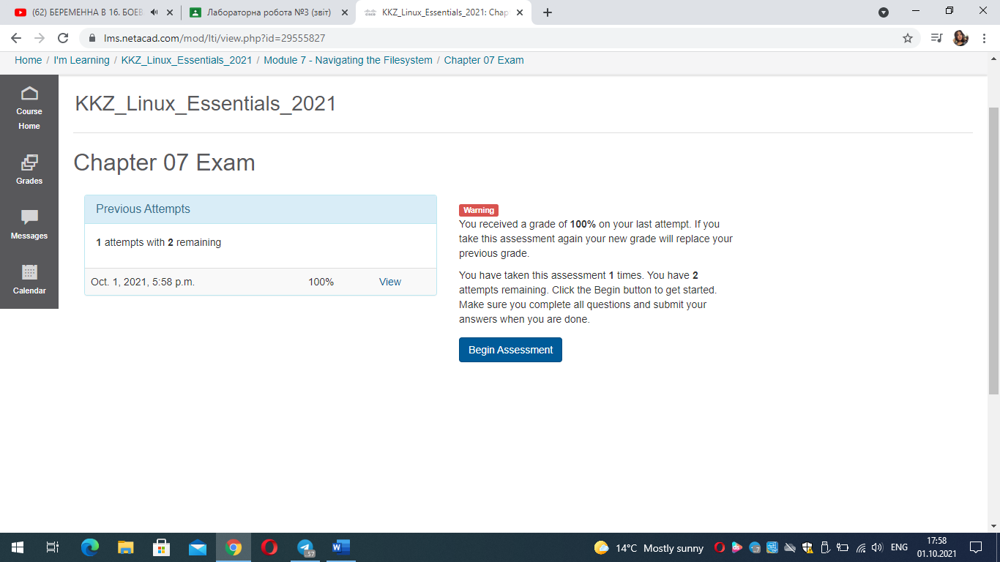 (62) БЕРЕМЕННА В 16. БОЕВ
Лабораторна робота №3 (звіт)
KKZ_Linux_Essentials_2021: Chap
lms.netacad.com/mod/lti/view.php?id=29555827
Home / I'm Learning / KKZ_Linux_Essentials_2021 / Module 7 - Navigating the Filesystem / Chapter 07 Exam
Course
Home
Grades
Messages
Calendar
KKZ_Linux_Essentials_2021
Chapter 07 Exam
Previous Attempts
1 attempts with 2 remaining
Oct. 1, 2021, 5:58 p.m. 100% View
Warning
You received a grade of 100% on your last attempt. If you
take this assessment again your new grade will replace your
previous grade.
You have taken this assessment 1 times. You have 2
attempts remaining. Click the Begin button to get started.
Make sure you complete all questions and submit your
answers when you are done.
Begin Assessment
14°C Mostly sunny
ENG
17:58
01.10.2021